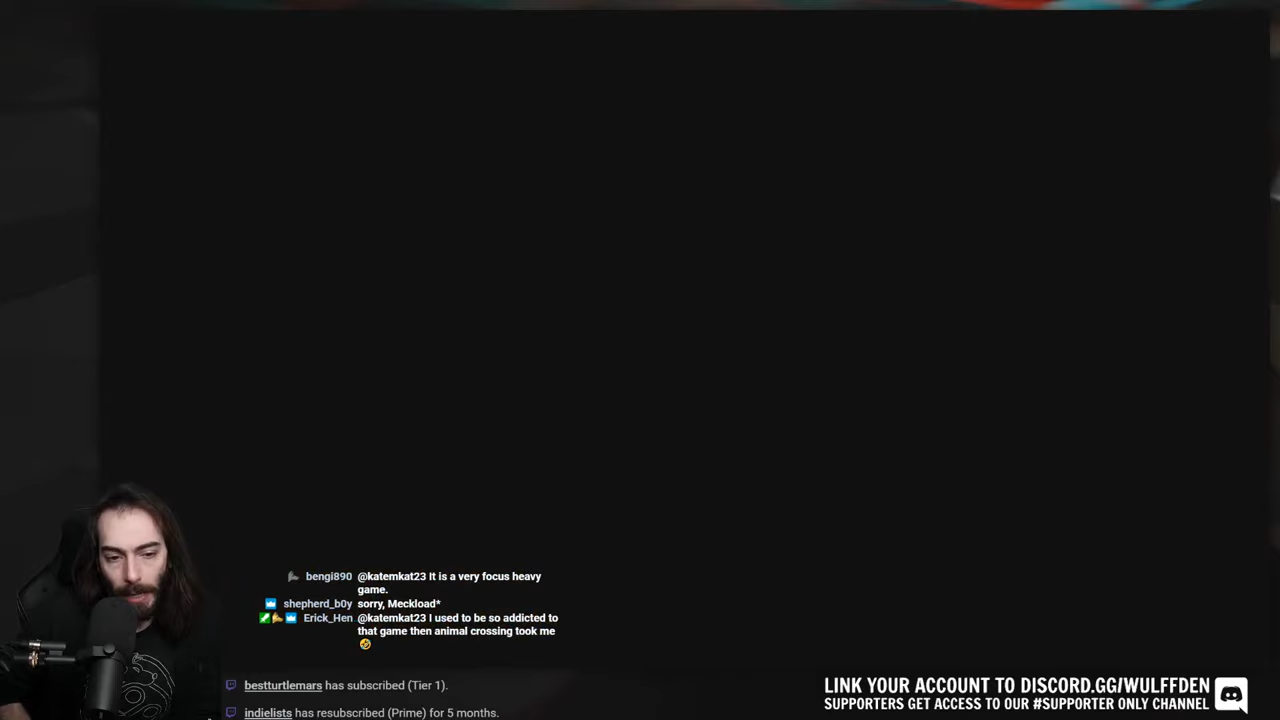 bengi890 @katemkat23 It is a very focus heavy
game.
shepherd_b0y sorry, Meckload*
Erick_Hen @katemkat23 I used to be so addicted to
that game then animal crossing took me
🤣
bestturtlemars has subscribed (Tier 1).
indielists has resubscribed (Prime) for 5 months.
LINK YOUR ACCOUNT TO DISCORD.GG/WULFFDEN
SUPPORTERS GET ACCESS TO OUR #SUPPORTER ONLY CHANNEL